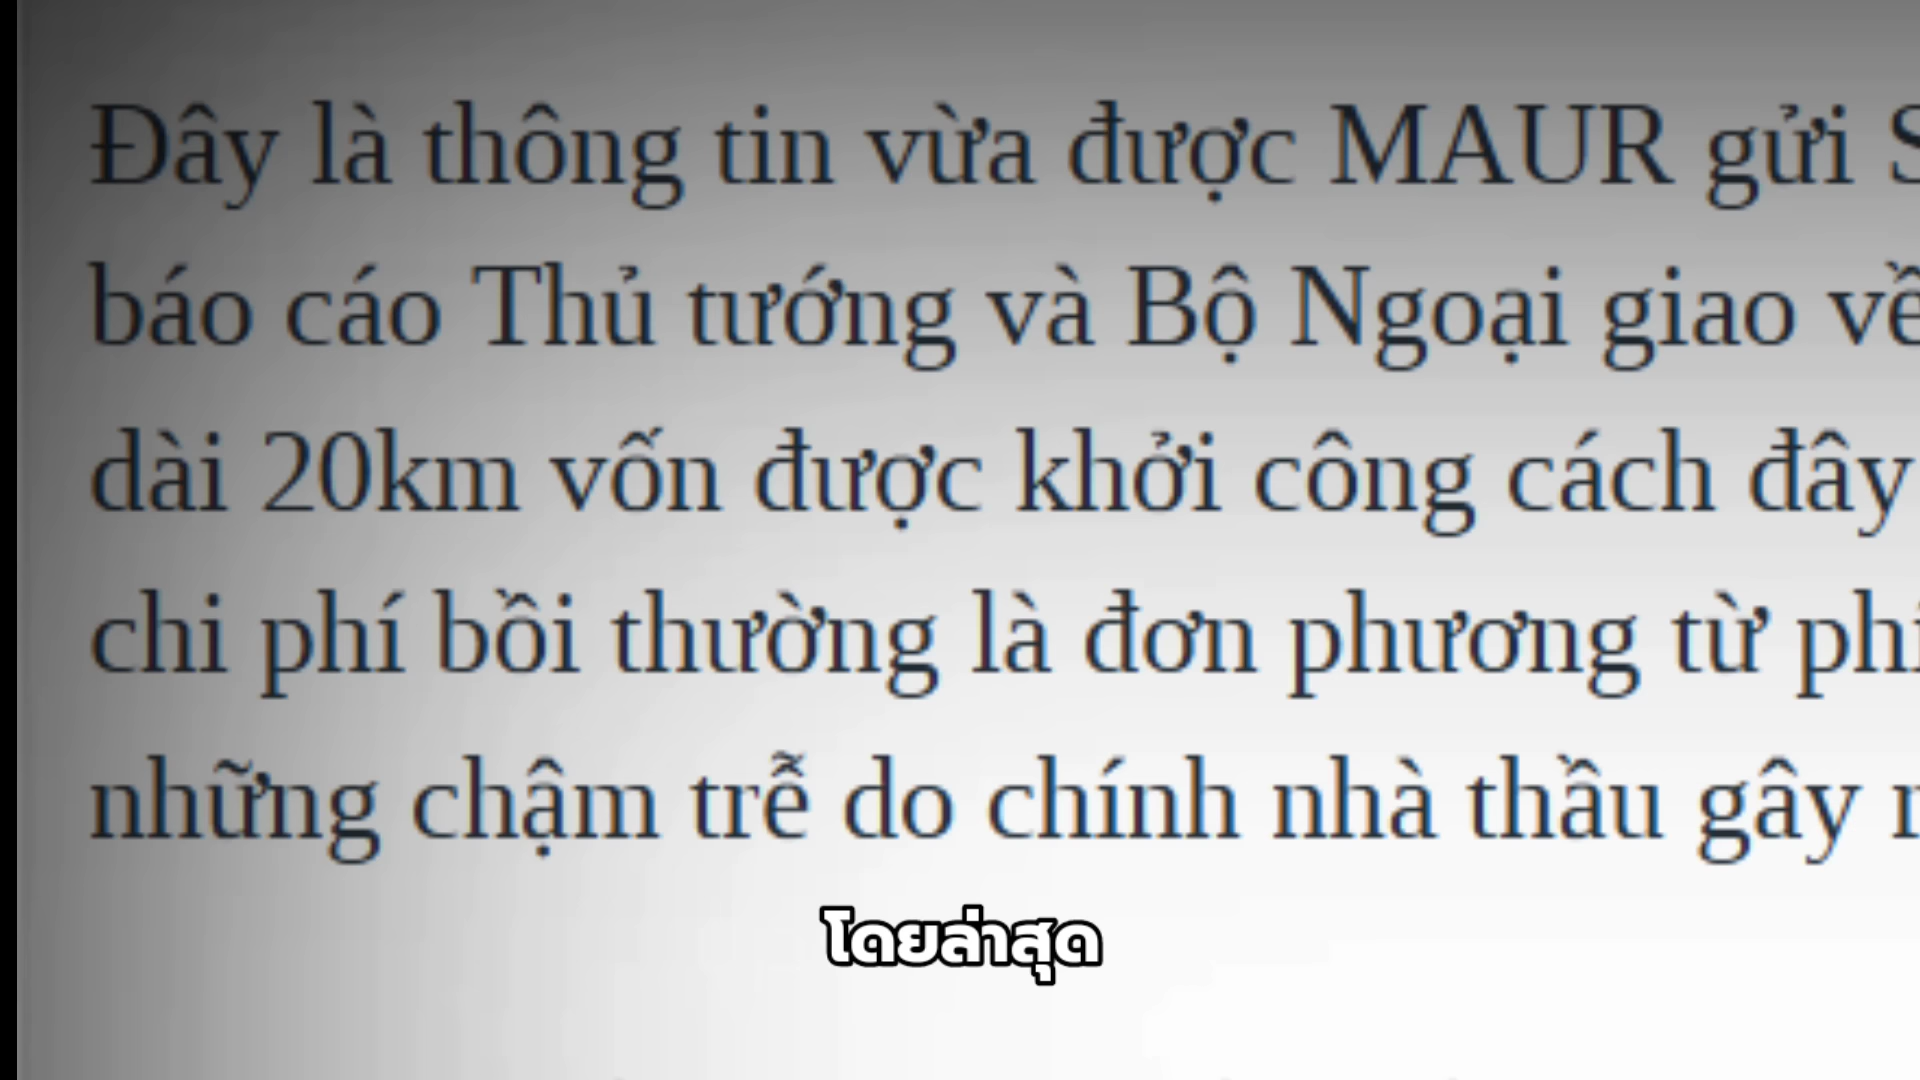 Đây là thông tin vừa được MAUR gửi
báo cáo Thủ tướng và Bộ Ngoại giao về
dài 20km vốn được khởi công cách đây
chi phí bồi thường là đơn phương từ phí
những chậm trễ do chính nhà thầu gây
โดยล่าสุด